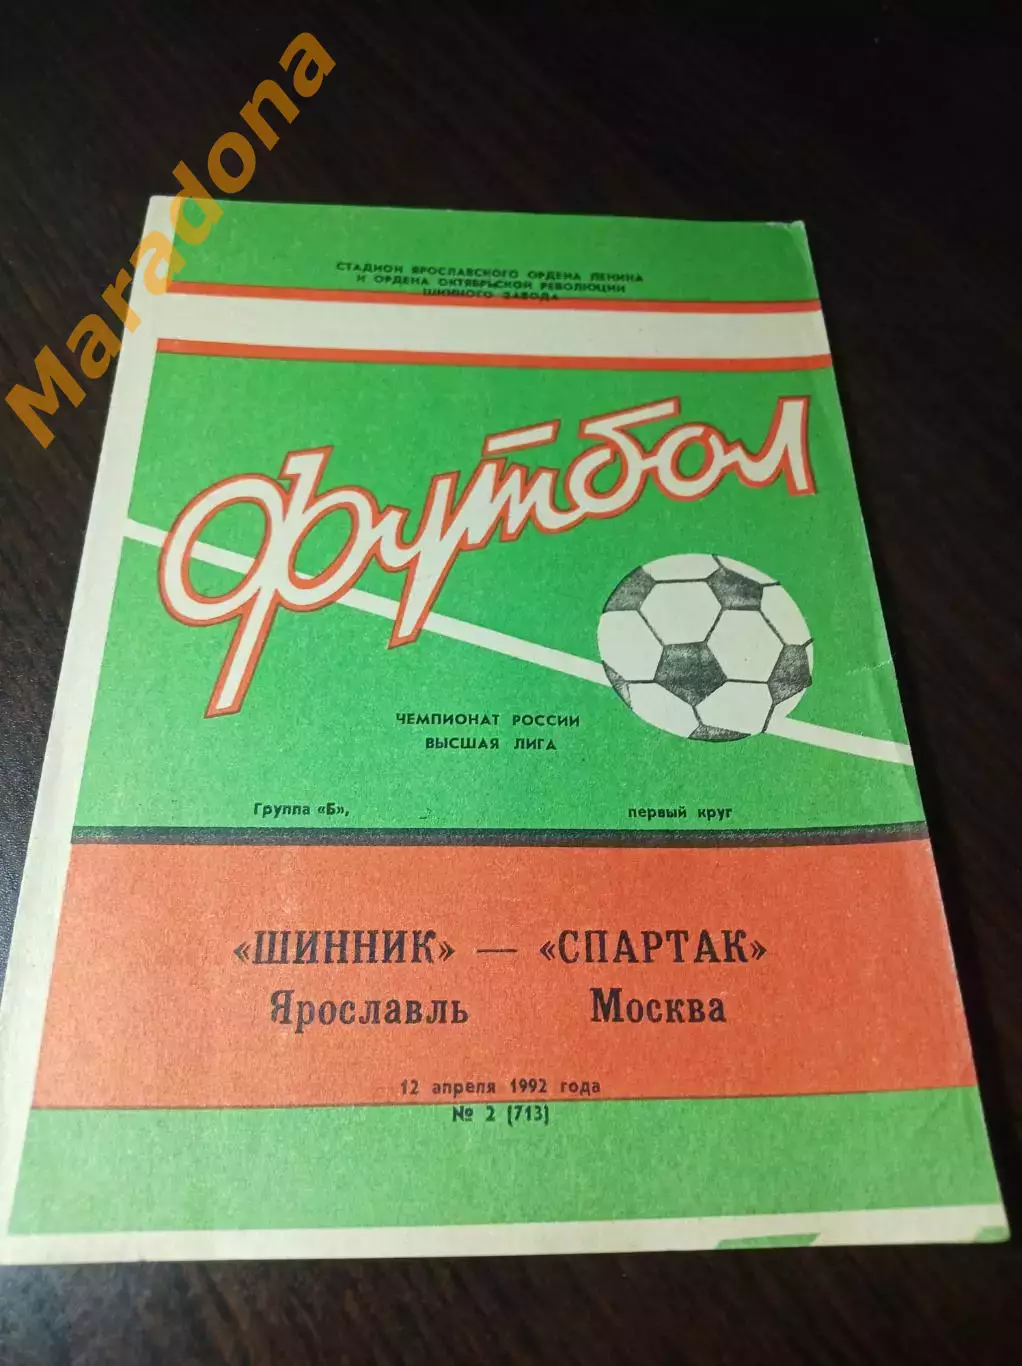 Maradona
СТАДИОН ЯРОСЛАВСКОГО ОРДЕНА ЛЕНИНА
И ОРДЕНА ОКТЯБРЬСКОЙ РЕВОЛЮЦИИ
ШИННОГО ЗАВОДА
Футбол
ЧЕМПИОНАТ РОССИИ
ВЫСШАЯ ЛИГА
Группа «Б», первый круг
«ШИННИК» — «СПАРТАК»
Ярославль Москва
12 апреля 1992 года
№ 2 (713)